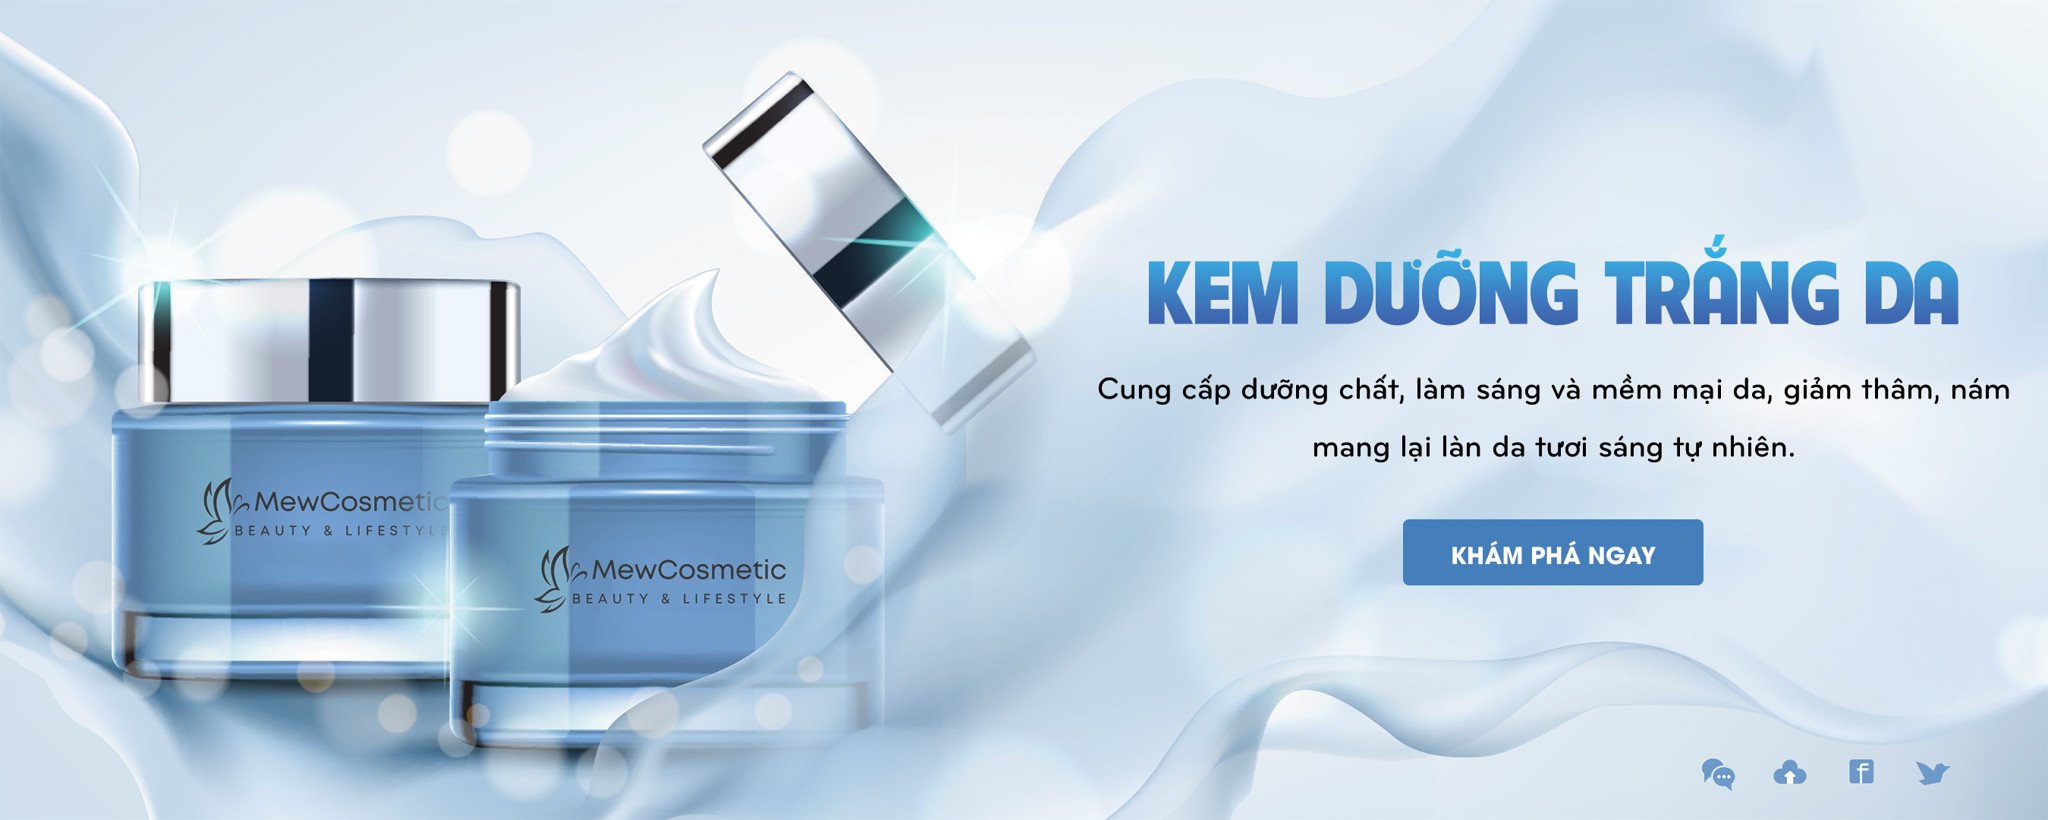 KEM DƯỠNG TRẮNG DA
Cung cấp dưỡng chất, làm sáng và mềm mại da, giảm thâm, nám
mang lại làn da tươi sáng tự nhiên.
KHÁM PHÁ NGAY
MewCosmetic
BEAUTY & LIFESTYLE
MewCosmetic
BEAUTY & LIFESTYLE